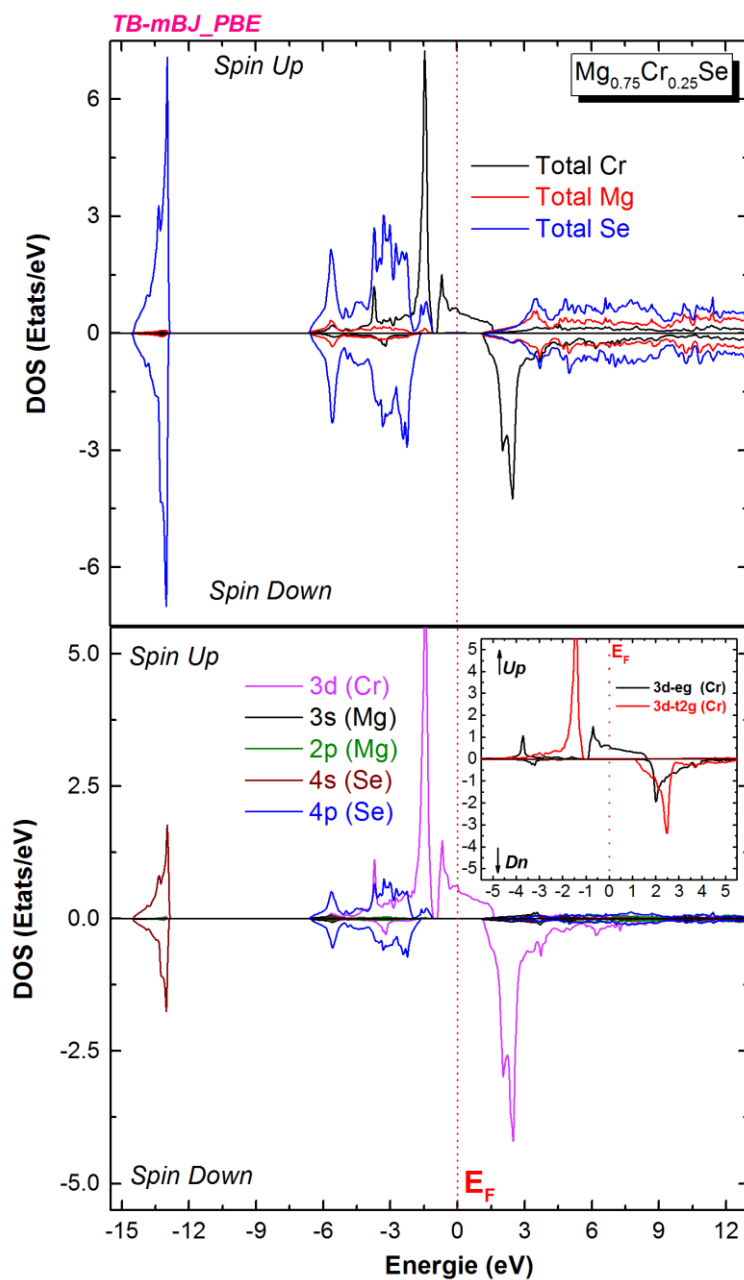 TB-mBJ_PBE
Spin Up
Mg0.75Cr0.25Se
Total Cr
Total Mg
Total Se
DOS (Etats/eV)
6
3
0
-3
-6
Spin Down
Spin Up
3d (Cr)
3s (Mg)
2p (Mg)
4s (Se)
4p (Se)
EF
Up
3d-eg (Cr)
3d-t2g (Cr)
Dn
5
4
3
2
1
0
-1
-2
-3
-4
-5
-5 -4 -3 -2 -1 0 1 2 3 4 5
DOS (Etats/eV)
5.0
2.5
0.0
-2.5
-5.0
Spin Down
EF
-15 -12 -9 -6 -3 0 3 6 9 12
Energie (eV)